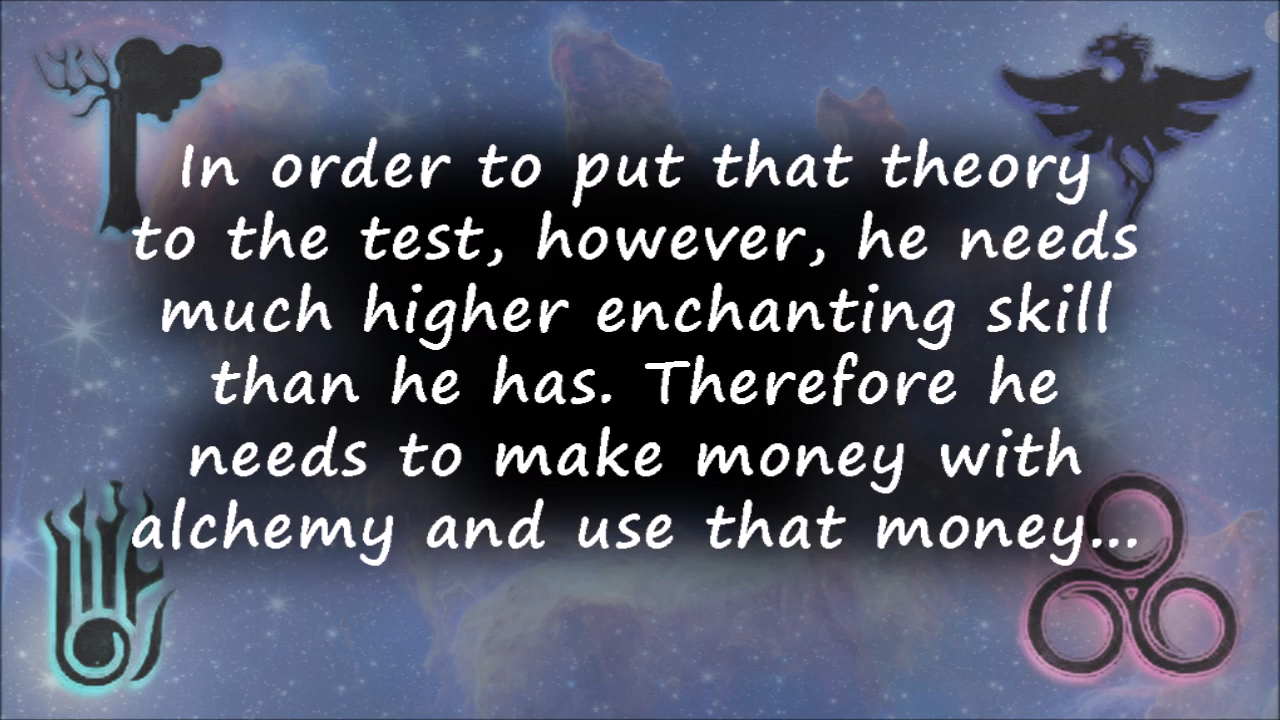 In order to put that theory
to the test, however, he needs
much higher enchanting skill
than he has. Therefore he
needs to make money with
alchemy and use that money...